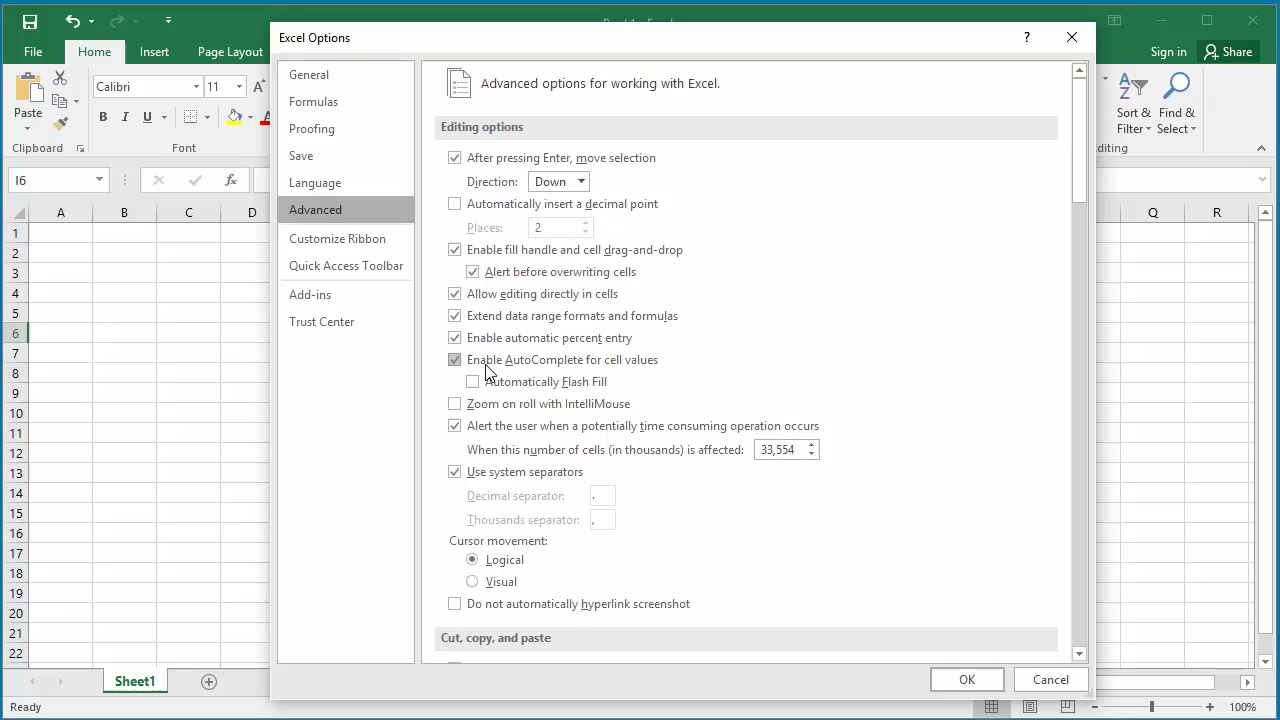 Excel Options
?
Sign in
Share
File
Home
Insert
Page Layout
Calibri
11
A
Paste
B I U
A
Clipboard
Font
Sort &
Filter
Find &
Select
I6
fx
A B C D Q R
1
2
3
4
5
6
7
8
9
10
11
12
13
14
15
16
17
18
19
20
21
22
General
Formulas
Proofing
Save
Language
Advanced
Customize Ribbon
Quick Access Toolbar
Add-ins
Trust Center
Advanced options for working with Excel.
Editing options
After pressing Enter, move selection
Direction: Down
Automatically insert a decimal point
Places: 2
Enable fill handle and cell drag-and-drop
Alert before overwriting cells
Allow editing directly in cells
Extend data range formats and formulas
Enable automatic percent entry
Enable AutoComplete for cell values
Automatically Flash Fill
Zoom on roll with IntelliMouse
Alert the user when a potentially time consuming operation occurs
When this number of cells (in thousands) is affected: 33,554
Use system separators
Decimal separator: .
Thousands separator: ,
Cursor movement:
Logical
Visual
Do not automatically hyperlink screenshot
Cut, copy, and paste
OK
Cancel
Sheet1
Ready
100%